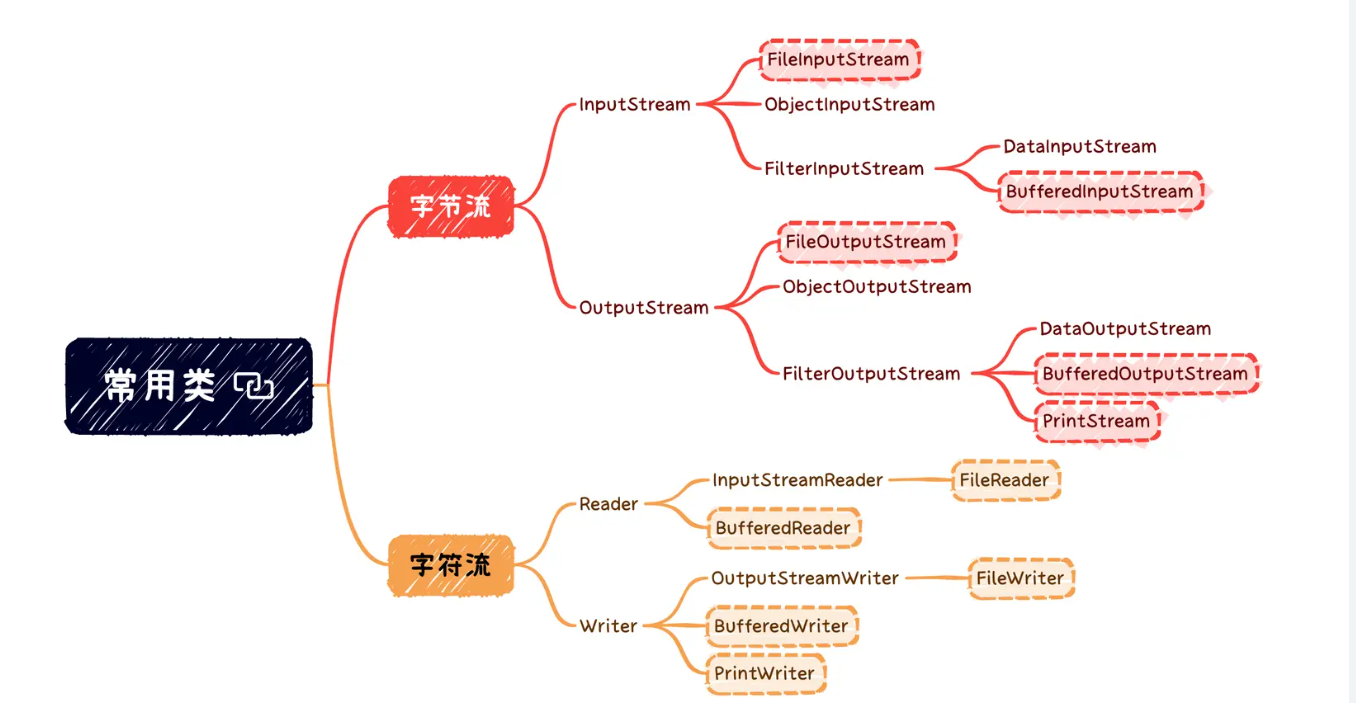 常用类
字节流
InputStream
FileInputStream
ObjectInputStream
FilterInputStream
DataInputStream
BufferedInputStream
OutputStream
FileOutputStream
ObjectOutputStream
FilterOutputStream
DataOutputStream
BufferedOutputStream
PrintStream
字符流
Reader
InputStreamReader
FileReader
BufferedReader
Writer
OutputStreamWriter
FileWriter
BufferedWriter
PrintWriter